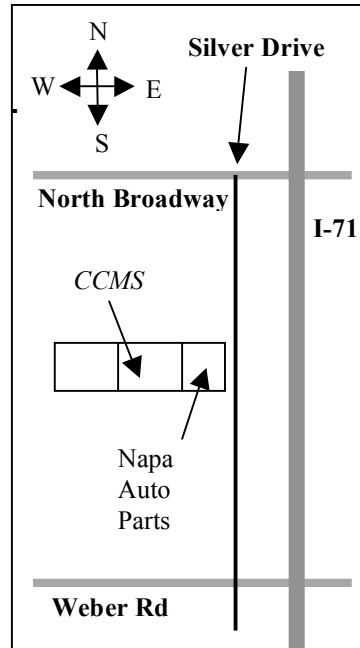 N
Silver Drive
W
E
S
North Broadway
I-71
CCMS
Napa
Auto
Parts
Weber Rd